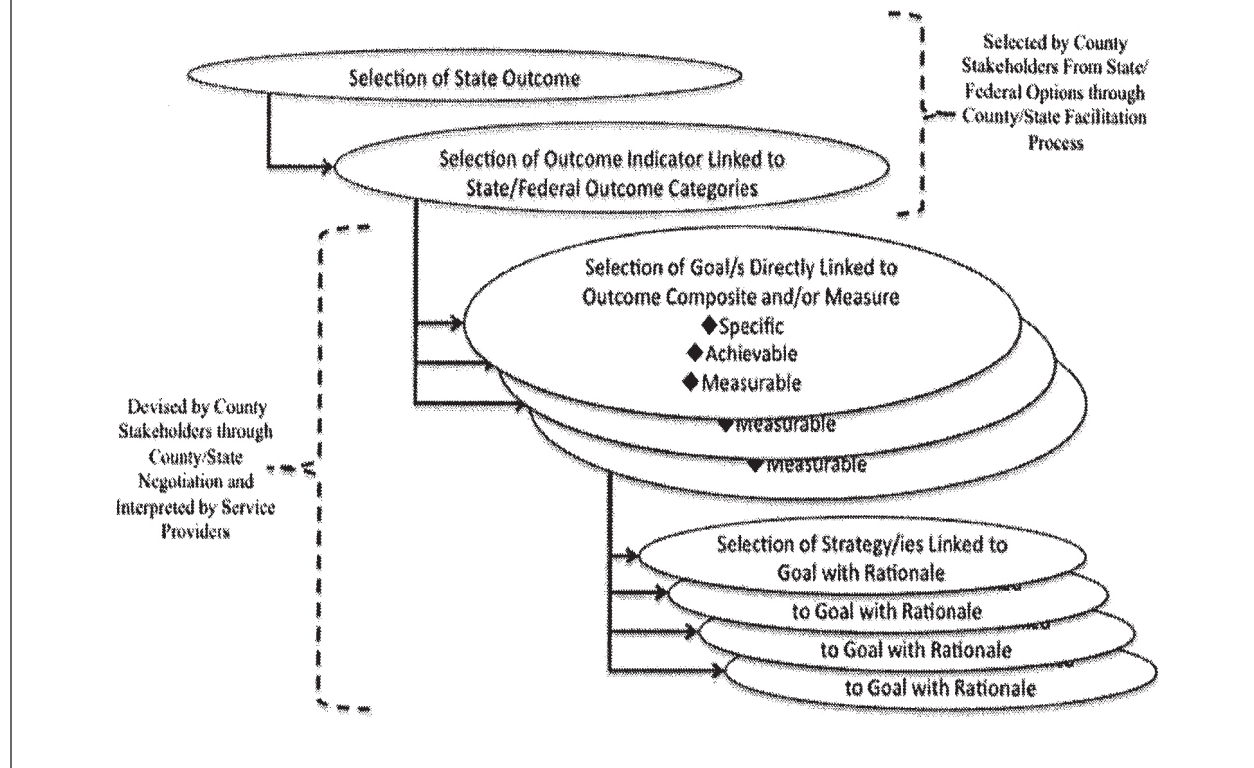 Selected by County
Stakeholders From State/
Federal Options through
County/State Facilitation
Process
Selection of State Outcome
Selection of Outcome Indicator Linked to
State/Federal Outcome Categories
Selection of Goal/s Directly Linked to
Outcome Composite and/or Measure
◆Specific
◆Achievable
◆Measurable
◆Measurable
◆Measurable
Devised by County
Stakeholders through
County/State
Negotiation and
Interpreted by Service
Providers
Selection of Strategy/ies Linked to
Goal with Rationale
to Goal with Rationale
to Goal with Rationale
to Goal with Rationale